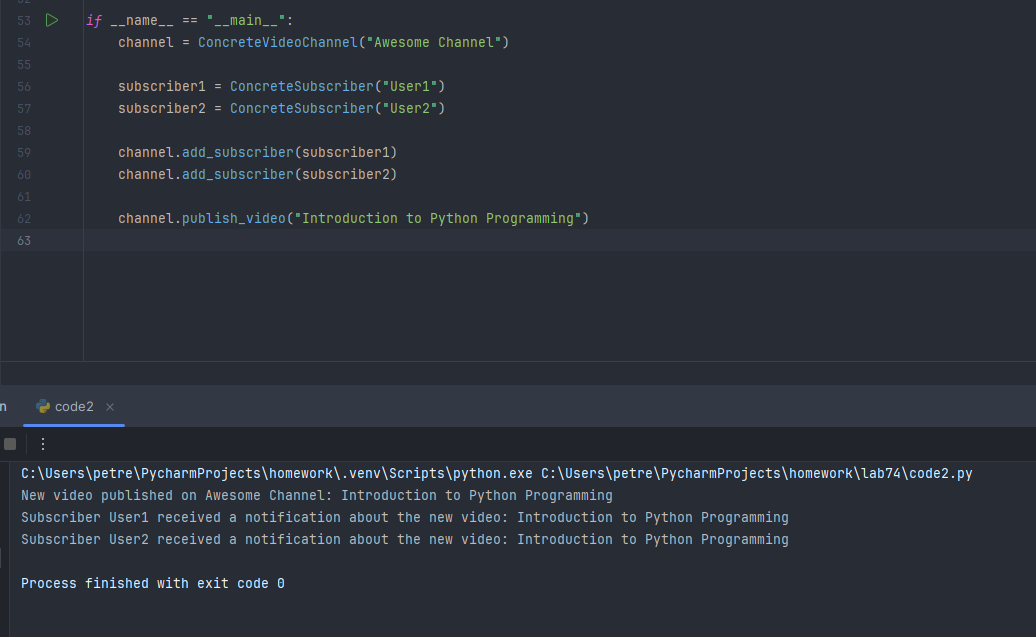 53 if __name__ == "__main__":
54 channel = ConcreteVideoChannel("Awesome Channel")
55
56 subscriber1 = ConcreteSubscriber("User1")
57 subscriber2 = ConcreteSubscriber("User2")
58
59 channel.add_subscriber(subscriber1)
60 channel.add_subscriber(subscriber2)
61
62 channel.publish_video("Introduction to Python Programming")
63
n code2 ×
C:\Users\petre\PycharmProjects\homework\.venv\Scripts\python.exe C:\Users\petre\PycharmProjects\homework\lab74\code2.py
New video published on Awesome Channel: Introduction to Python Programming
Subscriber User1 received a notification about the new video: Introduction to Python Programming
Subscriber User2 received a notification about the new video: Introduction to Python Programming
Process finished with exit code 0